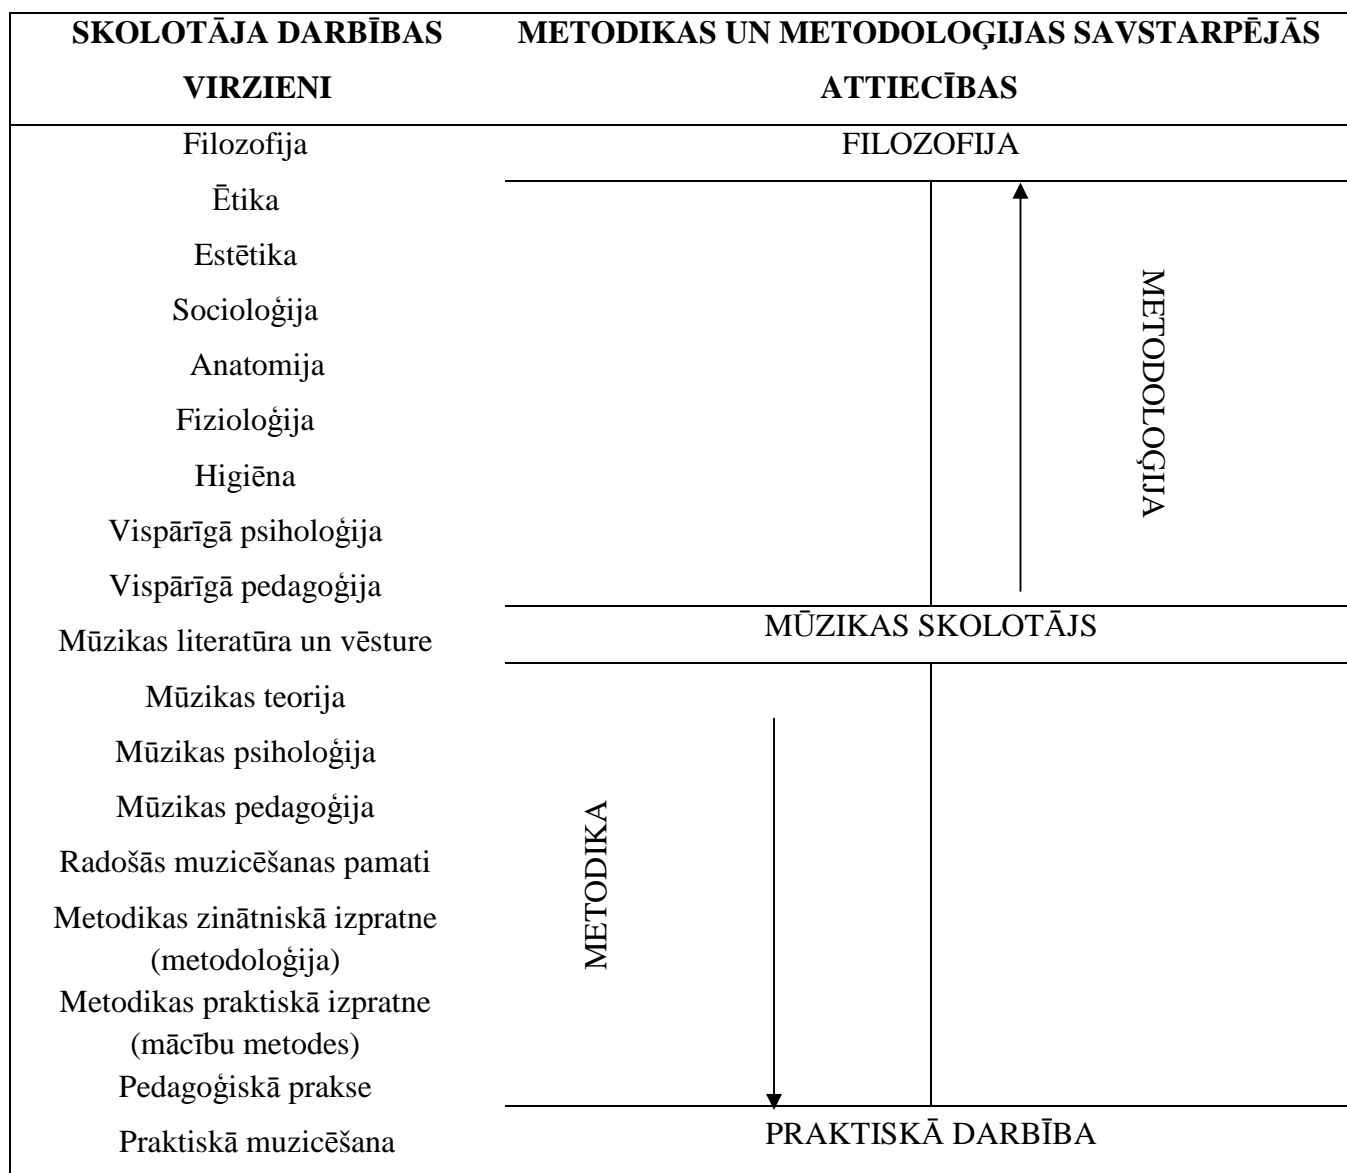 SKOLOTĀJA DARBĪBAS
VIRZIENI
METODIKAS UN METODOLOĢIJAS SAVSTARPĒJĀS
ATTIECĪBAS
Filozofija
Ētika
Estētika
Socioloģija
Anatomija
Fizioloģija
Higiēna
Vispārīgā psiholoģija
Vispārīgā pedagoģija
Mūzikas literatūra un vēsture
Mūzikas teorija
Mūzikas psiholoģija
Mūzikas pedagoģija
Radošās muzicēšanas pamati
Metodikas zinātniskā izpratne
(metodoloģija)
Metodikas praktiskā izpratne
(mācību metodes)
Pedagoģiskā prakse
Praktiskā muzicēšana
FILOZOFIJA
METODOLOĢIJA
MŪZIKAS SKOLOTĀJS
METODIKA
PRAKTISKĀ DARBĪBA